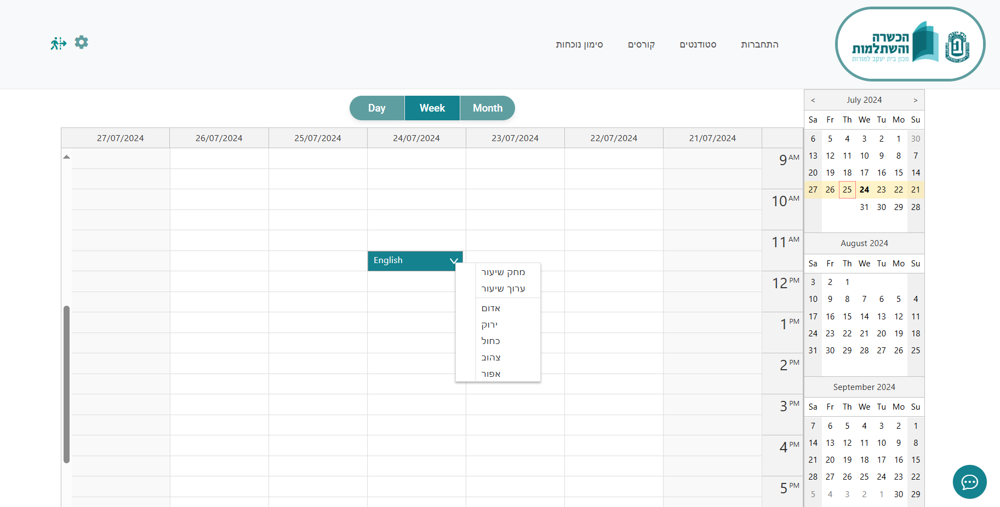 הכשרה
והשתלמות
מכון בית יעקב למורות
התחברות
סטודנטים
קורסים
סימון נוכחות
Day Week Month
27/07/2024 26/07/2024 25/07/2024 24/07/2024 23/07/2024 22/07/2024 21/07/2024
9 AM
10 AM
11 AM
12 PM
1 PM
2 PM
3 PM
4 PM
5 PM
English
מחק שיעור
ערוך שיעור
אדום
ירוק
כחול
צהוב
אפור
< July 2024 >
Sa Fr Th We Tu Mo Su
6 5 4 3 2 1 30
13 12 11 10 9 8 7
20 19 18 17 16 15 14
27 26 25 24 23 22 21
31 30 29 28
August 2024
Sa Fr Th We Tu Mo Su
3 2 1
10 9 8 7 6 5 4
17 16 15 14 13 12 11
24 23 22 21 20 19 18
31 30 29 28 27 26 25
September 2024
Sa Fr Th We Tu Mo Su
7 6 5 4 3 2 1
14 13 12 11 10 9 8
21 20 19 18 17 16 15
28 27 26 25 24 23 22
5 4 3 2 1 30 29